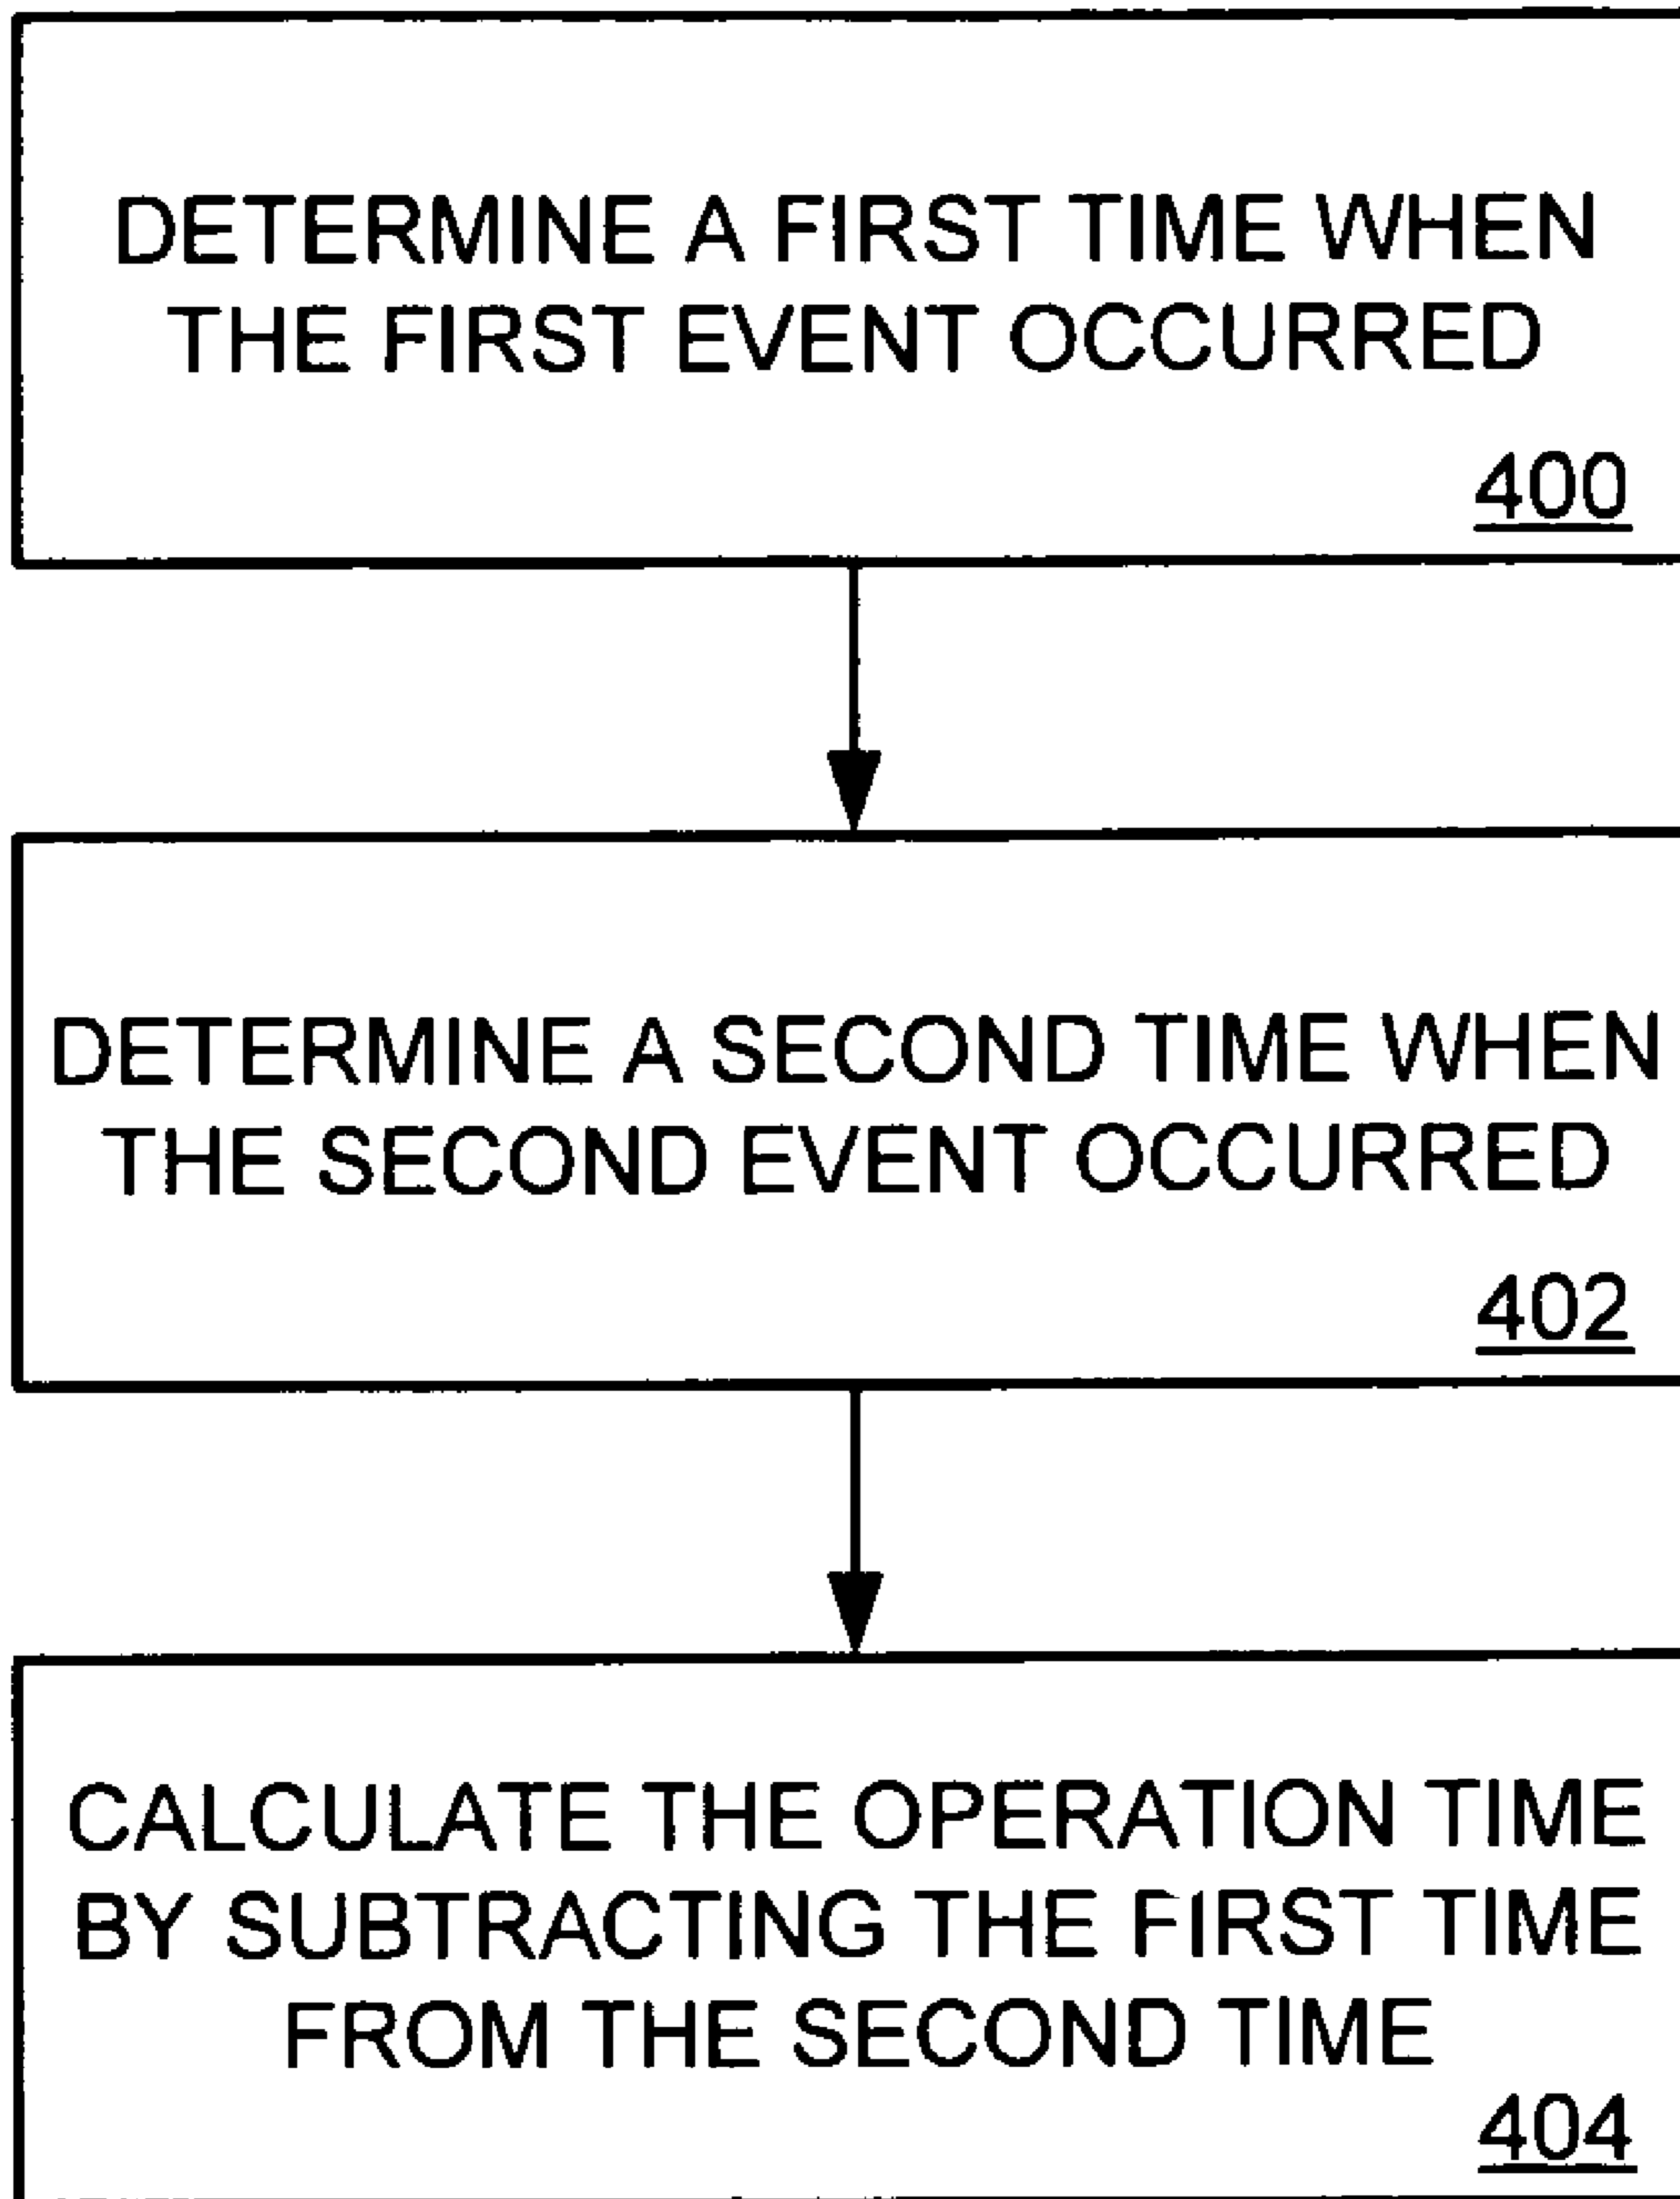 DETERMINE A FIRST TIME WHEN
THE FIRST EVENT OCCURRED
400
DETERMINE A SECOND TIME WHEN
THE SECOND EVENT OCCURRED
402
CALCULATE THE OPERATION TIME
BY SUBTRACTING THE FIRST TIME
FROM THE SECOND TIME
404